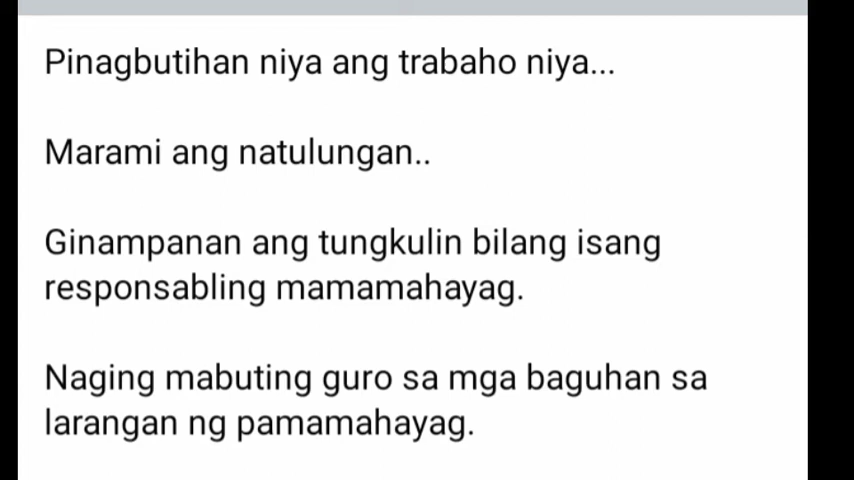 Pinagbutihan niya ang trabaho niya...
Marami ang natulungan..
Ginampanan ang tungkulin bilang isang
responsabling mamamahayag.
Naging mabuting guro sa mga baguhan sa
larangan ng pamamahayag.